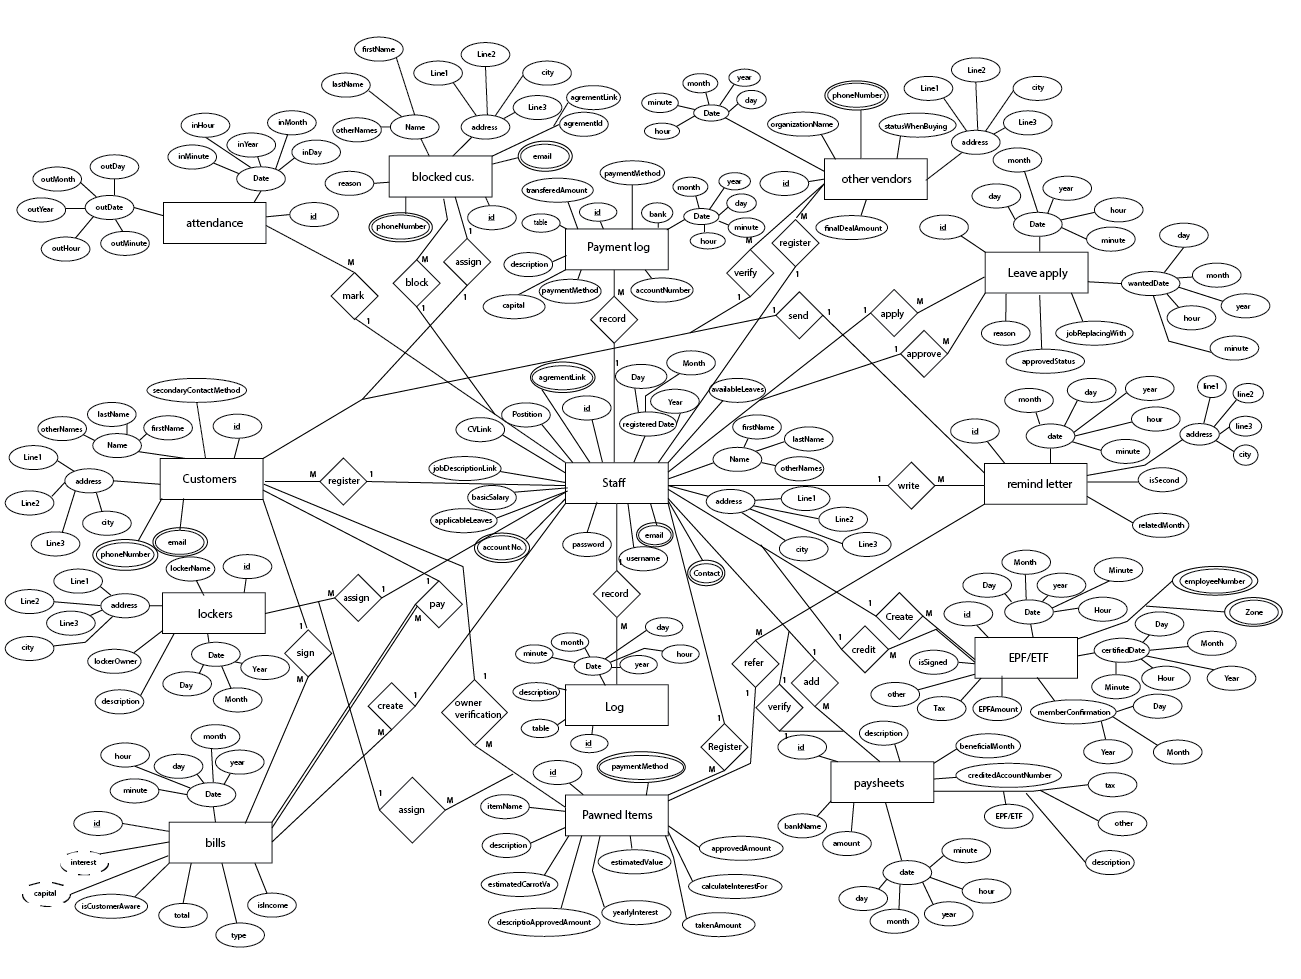 firstName
lastName
otherNames
Name
Line1
Line2
city
Line3
address
agrementLink
agrementId
email
blocked cus.
reason
phoneNumber
id
inHour
inMonth
inYear
inMinute
inDay
Date
outDay
outMonth
outYear
outDate
outHour
outMinute
attendance
id
M
mark
1
M
block
1
1
assign
1
transferedAmount
paymentMethod
id
table
bank
Payment log
description
paymentMethod
accountNumber
capital
month
year
day
minute
hour
Date
M
record
1
month
year
day
minute
hour
Date
organizationName
phoneNumber
statusWhenBuying
Line1
Line2
city
Line3
address
id
other vendors
finalDealAmount
M
register
1
M
verify
1
month
year
day
hour
minute
Date
id
Leave apply
day
month
year
hour
minute
wantedDate
reason
jobReplacingWith
approvedStatus
1
apply
M
1
approve
M
1
send
1
secondaryContactMethod
lastName
firstName
otherNames
Name
id
Customers
Line1
Line2
Line3
city
address
phoneNumber
email
M
register
1
agrementLink
Day
Month
Year
registered Date
availableLeaves
id
Postition
CVLink
jobDescriptionLink
basicSalary
applicableLeaves
account No.
Staff
firstName
lastName
otherNames
Name
address
Line1
Line2
Line3
city
password
username
email
Contact
1
write
M
month
day
year
hour
minute
date
id
line1
line2
line3
city
address
remind letter
isSecond
relatedMonth
lockerName
id
lockers
Line1
Line2
Line3
city
address
lockerOwner
description
Date
Day
Month
Year
M
assign
1
1
pay
M
1
sign
M
1
create
M
1
owner
verification
M
1
assign
M
1
record
M
month
day
minute
hour
year
Date
description
table
Log
id
M
refer
1
1
Register
M
1
verify
1
1
add
M
1
Create
M
1
credit
M
Month
Day
year
Minute
Hour
Date
id
employeeNumber
Zone
EPF/ETF
isSigned
other
Tax
EPFAmount
certifiedDate
Day
Month
Year
Hour
Minute
memberConfirmation
Day
Month
Year
hour
month
day
year
minute
Date
id
bills
interest
capital
isCustomerAware
total
type
isIncome
id
paymentMethod
itemName
description
Pawned Items
estimatedCarrotVa
descriptioApprovedAmount
estimatedValue
yearlyInterest
approvedAmount
calculateInterestFor
takenAmount
id
description
beneficialMonth
creditedAccountNumber
paysheets
tax
other
description
EPF/ETF
bankName
amount
minute
hour
year
month
day
date